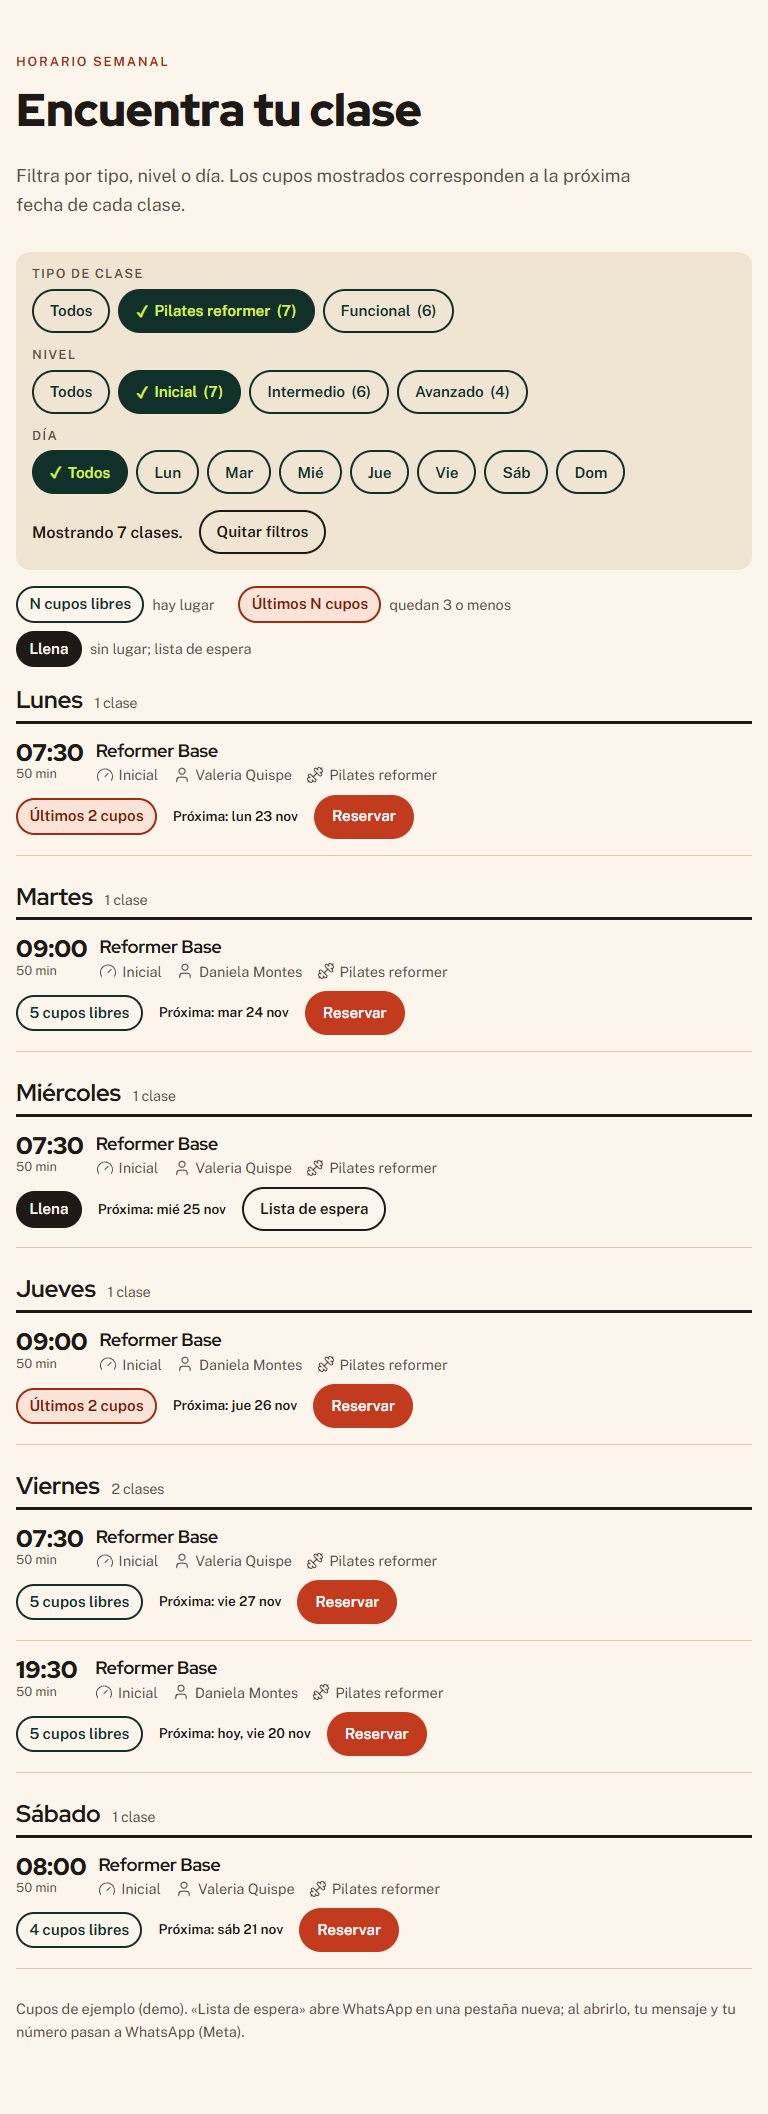 HORARIO SEMANAL
Encuentra tu clase
Filtra por tipo, nivel o día. Los cupos mostrados corresponden a la próxima
fecha de cada clase.
TIPO DE CLASE
Todos ✓ Pilates reformer (7) Funcional (6)
NIVEL
Todos ✓ Inicial (7) Intermedio (6) Avanzado (4)
DÍA
✓ Todos Lun Mar Mié Jue Vie Sáb Dom
Mostrando 7 clases. Quitar filtros
N cupos libres hay lugar Últimos N cupos quedan 3 o menos
Llena sin lugar; lista de espera
Lunes 1 clase
07:30 Reformer Base
50 min Inicial Valeria Quispe Pilates reformer
Últimos 2 cupos Próxima: lun 23 nov Reservar
Martes 1 clase
09:00 Reformer Base
50 min Inicial Daniela Montes Pilates reformer
5 cupos libres Próxima: mar 24 nov Reservar
Miércoles 1 clase
07:30 Reformer Base
50 min Inicial Valeria Quispe Pilates reformer
Llena Próxima: mié 25 nov Lista de espera
Jueves 1 clase
09:00 Reformer Base
50 min Inicial Daniela Montes Pilates reformer
Últimos 2 cupos Próxima: jue 26 nov Reservar
Viernes 2 clases
07:30 Reformer Base
50 min Inicial Valeria Quispe Pilates reformer
5 cupos libres Próxima: vie 27 nov Reservar
19:30 Reformer Base
50 min Inicial Daniela Montes Pilates reformer
5 cupos libres Próxima: hoy, vie 20 nov Reservar
Sábado 1 clase
08:00 Reformer Base
50 min Inicial Valeria Quispe Pilates reformer
4 cupos libres Próxima: sáb 21 nov Reservar
Cupos de ejemplo (demo). «Lista de espera» abre WhatsApp en una pestaña nueva; al abrirlo, tu mensaje y tu
número pasan a WhatsApp (Meta).